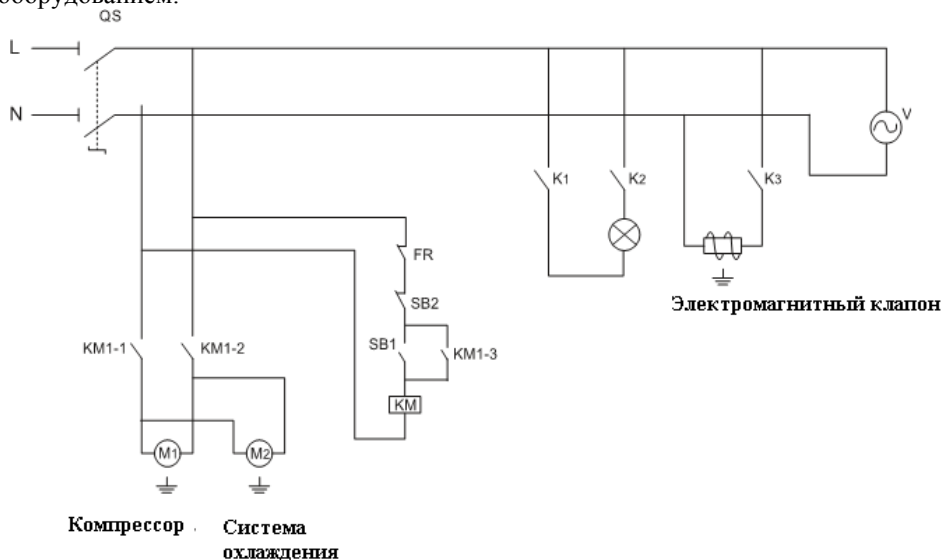 оборудованием.
QS
L
N
V
K1
K2
K3
FR
SB2
SB1
KM1-3
KM1-1
KM1-2
KM
M1
M2
Электромагнитный клапон
Компрессор
Система
охлаждения